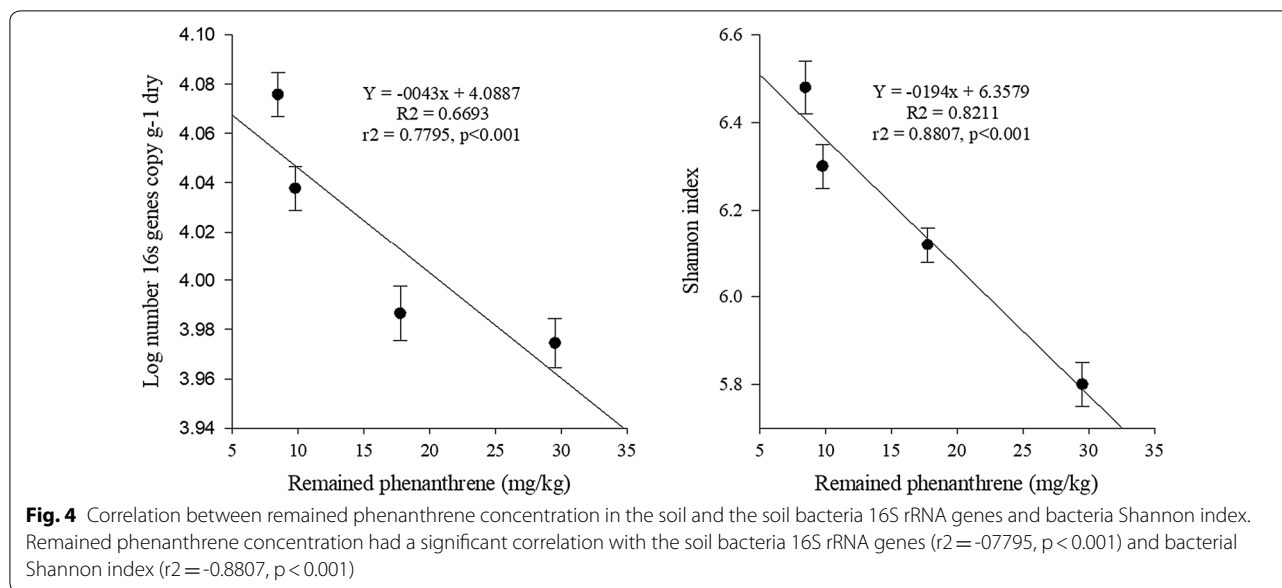 4.10
4.08
4.06
4.04
4.02
4.00
3.98
3.96
3.94
Log number 16s genes copy g-1 dry
Y = -0043x + 4.0887
R2 = 0.6693
r2 = 0.7795, p<0.001
5 10 15 20 25 30 35
Remained phenanthrene (mg/kg)
6.6
6.4
6.2
6.0
5.8
Shannon index
Y = -0194x + 6.3579
R2 = 0.8211
r2 = 0.8807, p<0.001
5 10 15 20 25 30 35
Remained phenanthrene (mg/kg)
Fig. 4 Correlation between remained phenanthrene concentration in the soil and the soil bacteria 16S rRNA genes and bacteria Shannon index.
Remained phenanthrene concentration had a significant correlation with the soil bacteria 16S rRNA genes (r2 = -07795, p < 0.001) and bacterial
Shannon index (r2 = -0.8807, p < 0.001)